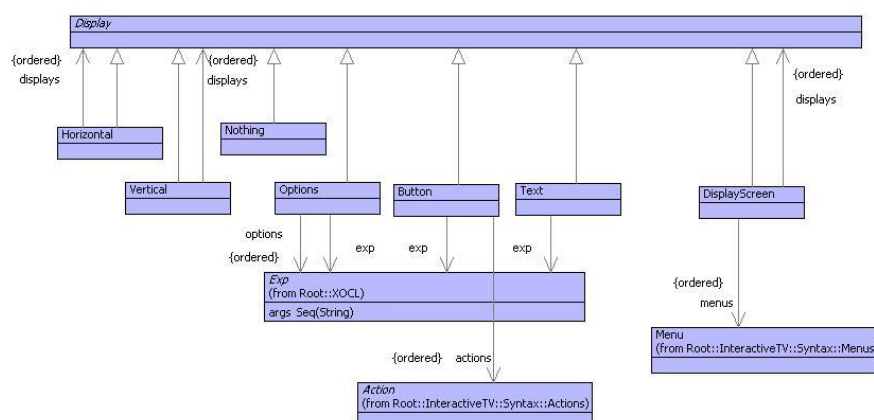 Display
{ordered}
displays
{ordered}
displays
{ordered}
displays
Horizontal
Nothing
Vertical
Options
Button
Text
DisplayScreen
options
{ordered}
exp
exp
exp
Exp
(from Root::XOCL)
args Seq(String)
{ordered}
menus
Menu
(from Root::InteractiveTV::Syntax::Menus
{ordered} actions
Action
(from Root::InteractiveTV::Syntax::Actions)